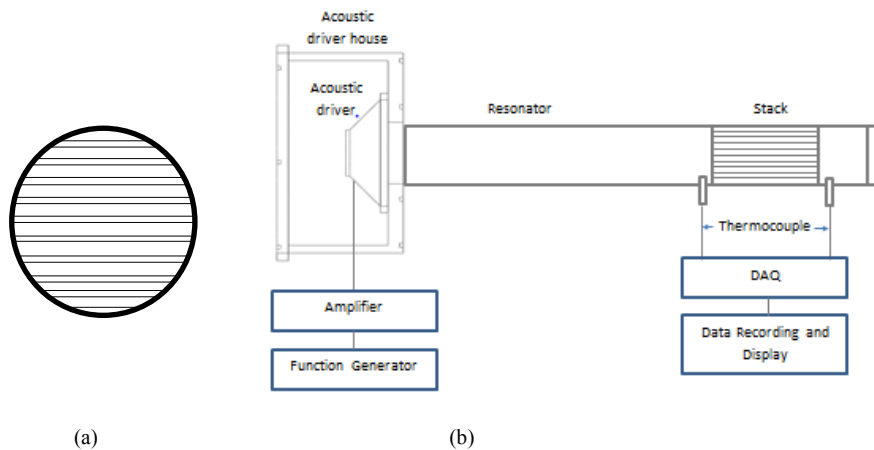 Acoustic
driver house
Acoustic
driver
Resonator
Stack
Thermocouple
Amplifier
DAQ
Function Generator
Data Recording and
Display
(a)
(b)